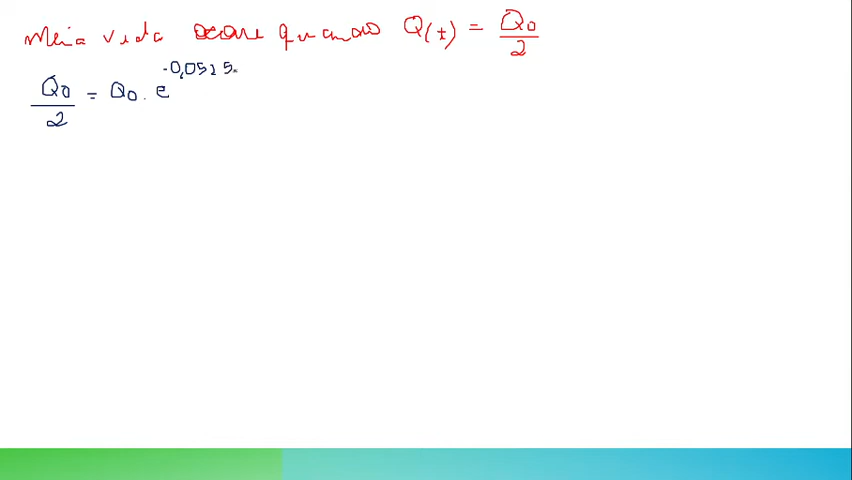 Meia vida ocorre quando Q(t) = Q0/2
Q0/2 = Q0 . e^-0,0525